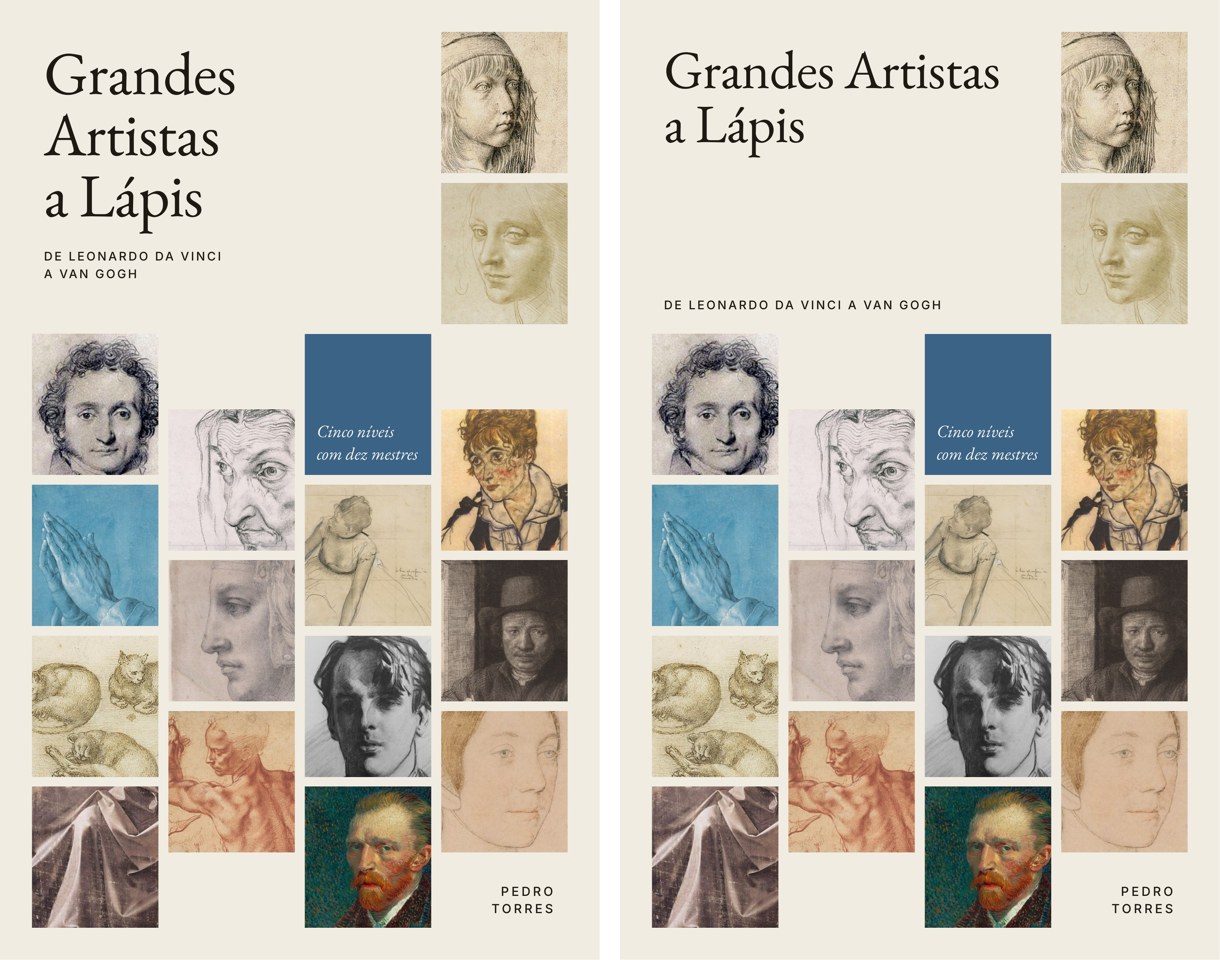 Grandes
Artistas
a Lápis
DE LEONARDO DA VINCI
A VAN GOGH
Cinco níveis
com dez mestres
PEDRO
TORRES
Grandes Artistas
a Lápis
DE LEONARDO DA VINCI A VAN GOGH
Cinco níveis
com dez mestres
PEDRO
TORRES